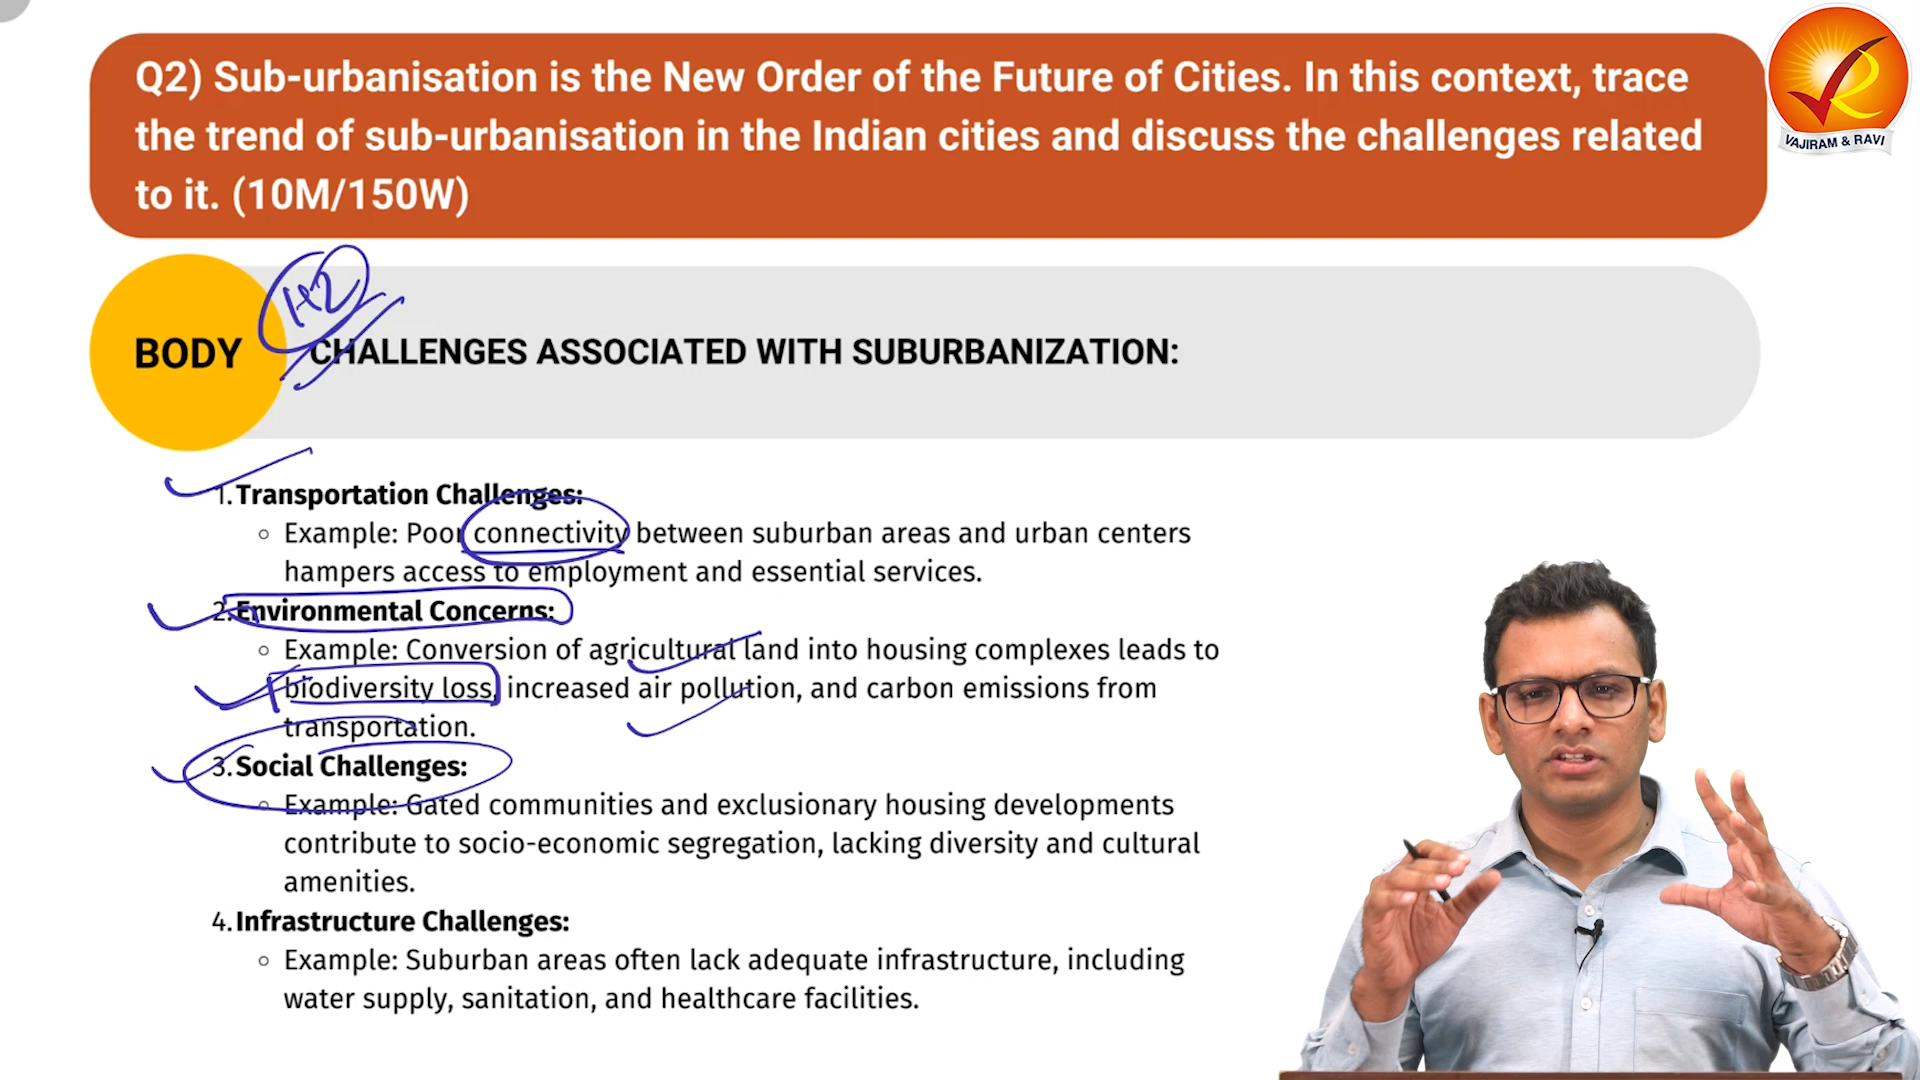 Q2) Sub-urbanisation is the New Order of the Future of Cities. In this context, trace
the trend of sub-urbanisation in the Indian cities and discuss the challenges related
to it. (10M/150W)
VAJIRAM & RAVI
1+2
BODY
CHALLENGES ASSOCIATED WITH SUBURBANIZATION:
1. Transportation Challenges:
Example: Poor connectivity between suburban areas and urban centers
hampers access to employment and essential services.
2. Environmental Concerns:
Example: Conversion of agricultural land into housing complexes leads to
biodiversity loss, increased air pollution, and carbon emissions from
transportation.
3. Social Challenges:
Example: Gated communities and exclusionary housing developments
contribute to socio-economic segregation, lacking diversity and cultural
amenities.
4. Infrastructure Challenges:
Example: Suburban areas often lack adequate infrastructure, including
water supply, sanitation, and healthcare facilities.